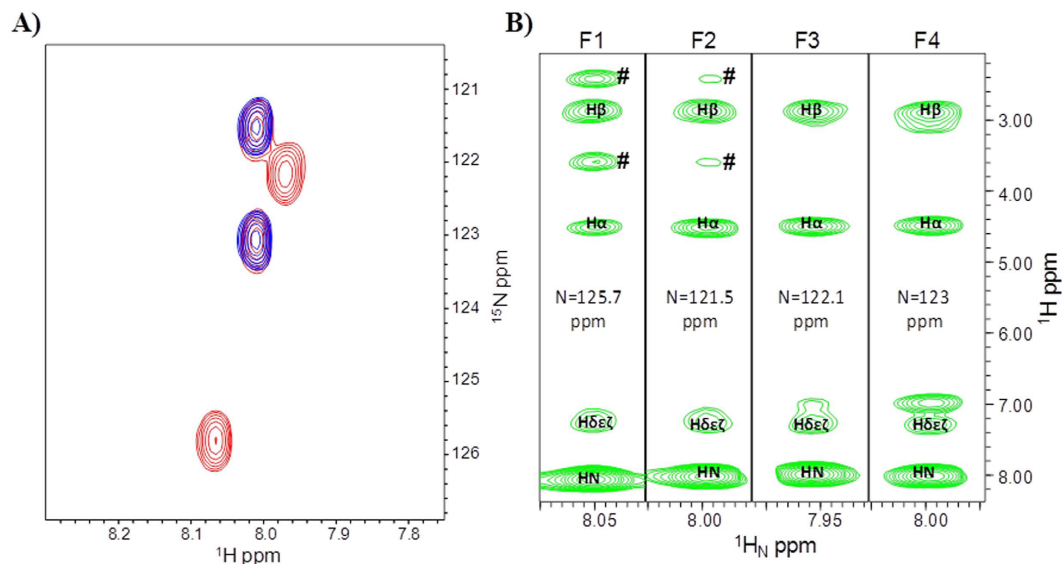 A)
121
122
123
124
125
126
¹⁵N ppm
8.2 8.1 8.0 7.9 7.8
¹H ppm
B)
F1 F2 F3 F4
# #
Hβ Hβ Hβ Hβ
# #
Hα Hα Hα Hα
N=125.7 ppm
N=121.5 ppm
N=122.1 ppm
N=123 ppm
Hδεζ Hδεζ Hδεζ Hδεζ
HN HN HN HN
3.00
4.00
5.00
6.00
7.00
8.00
¹H ppm
8.05 8.00 7.95 8.00
¹HN ppm